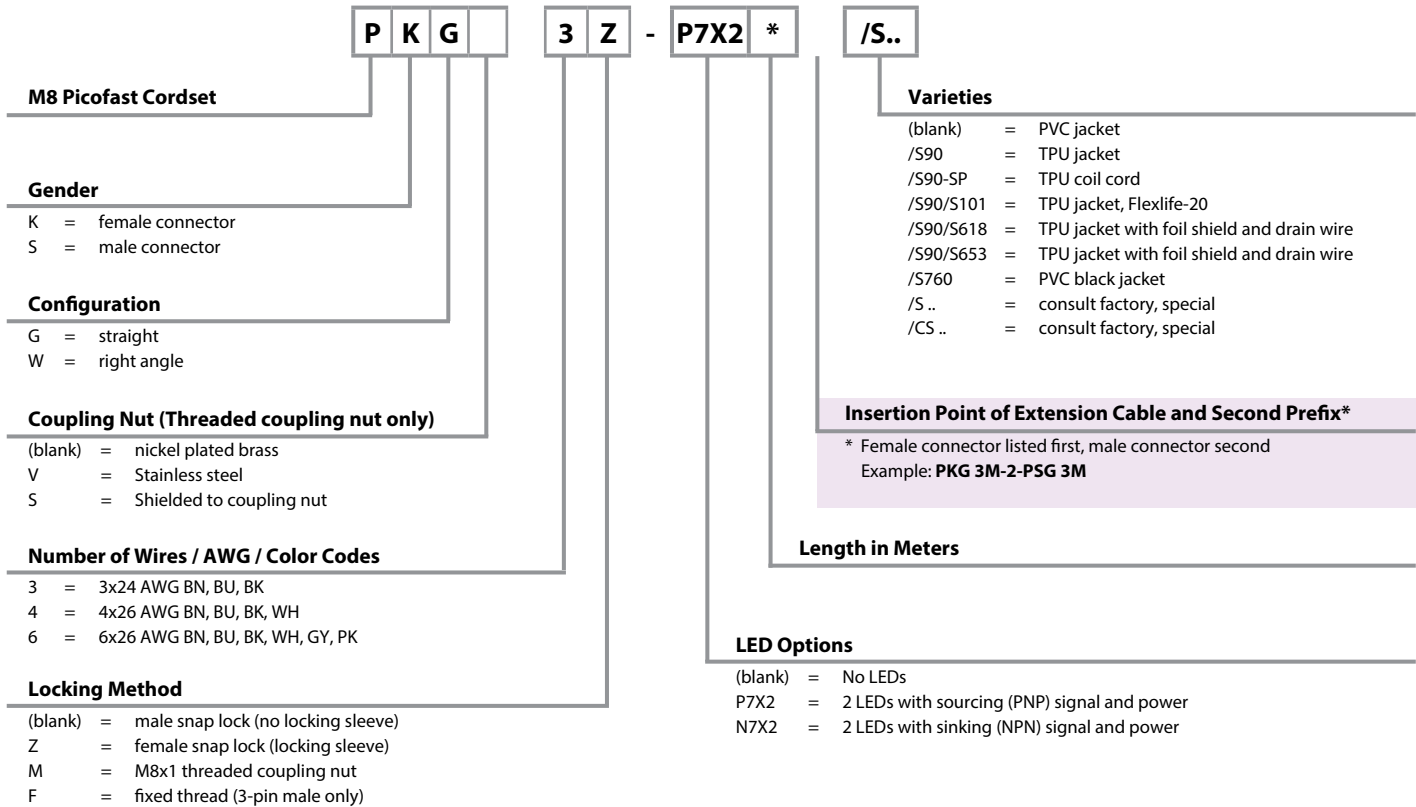 P K G 3 Z - P7X2 * /S..
M8 Picofast Cordset
Gender
K = female connector
S = male connector
Configuration
G = straight
W = right angle
Coupling Nut (Threaded coupling nut only)
(blank) = nickel plated brass
V = Stainless steel
S = Shielded to coupling nut
Number of Wires / AWG / Color Codes
3 = 3x24 AWG BN, BU, BK
4 = 4x26 AWG BN, BU, BK, WH
6 = 6x26 AWG BN, BU, BK, WH, GY, PK
Locking Method
(blank) = male snap lock (no locking sleeve)
Z = female snap lock (locking sleeve)
M = M8x1 threaded coupling nut
F = fixed thread (3-pin male only)
Varieties
(blank) = PVC jacket
/S90 = TPU jacket
/S90-SP = TPU coil cord
/S90/S101 = TPU jacket, Flexlife-20
/S90/S618 = TPU jacket with foil shield and drain wire
/S90/S653 = TPU jacket with foil shield and drain wire
/S760 = PVC black jacket
/S .. = consult factory, special
/CS .. = consult factory, special
Insertion Point of Extension Cable and Second Prefix*
* Female connector listed first, male connector second
Example: PKG 3M-2-PSG 3M
Length in Meters
LED Options
(blank) = No LEDs
P7X2 = 2 LEDs with sourcing (PNP) signal and power
N7X2 = 2 LEDs with sinking (NPN) signal and power